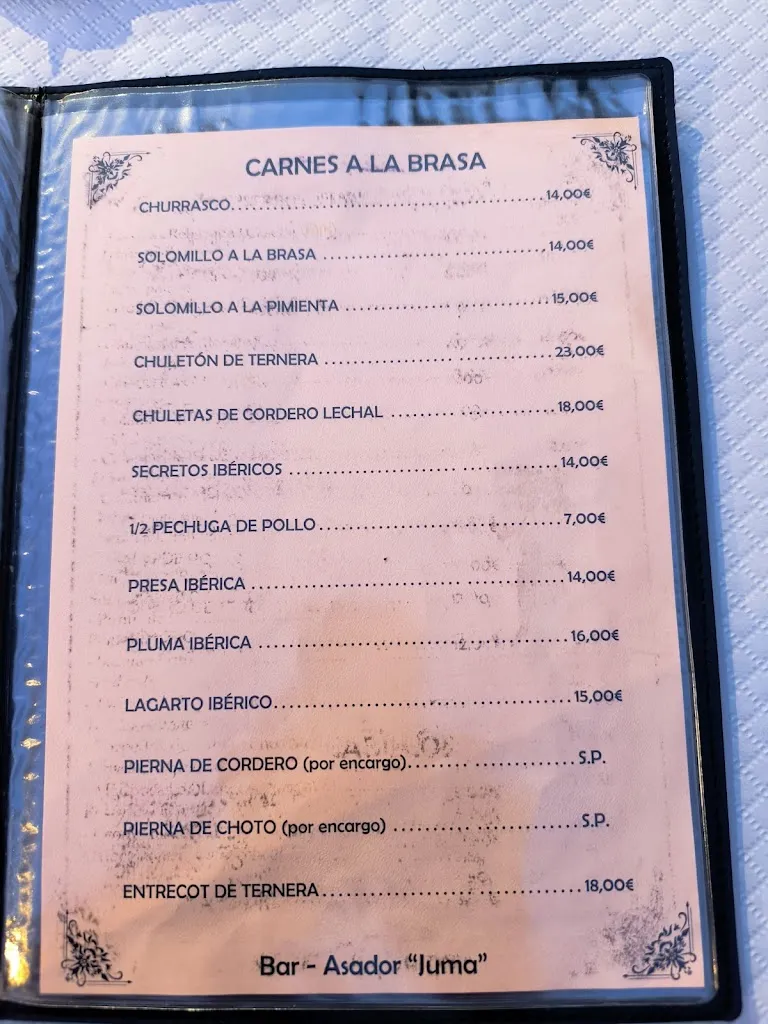 CARNES A LA BRASA
CHURRASCO................................................14,00€
SOLOMILLO A LA BRASA ..................................14,00€
SOLOMILLO A LA PIMIENTA ...............................15,00€
CHULETÓN DE TERNERA ...................................23,00€
CHULETAS DE CORDERO LECHAL .........................18,00€
SECRETOS IBÉRICOS ........................................14,00€
1/2 PECHUGA DE POLLO.....................................7,00€
PRESA IBÉRICA ...............................................14,00€
PLUMA IBÉRICA ..............................................16,00€
LAGARTO IBÉRICO............................................15,00€
PIERNA DE CORDERO (por encargo)........................S.P.
PIERNA DE CHOTO (por encargo) ..........................S.P.
ENTRECOT DE TERNERA.....................................18,00€
Bar - Asador "Juma"